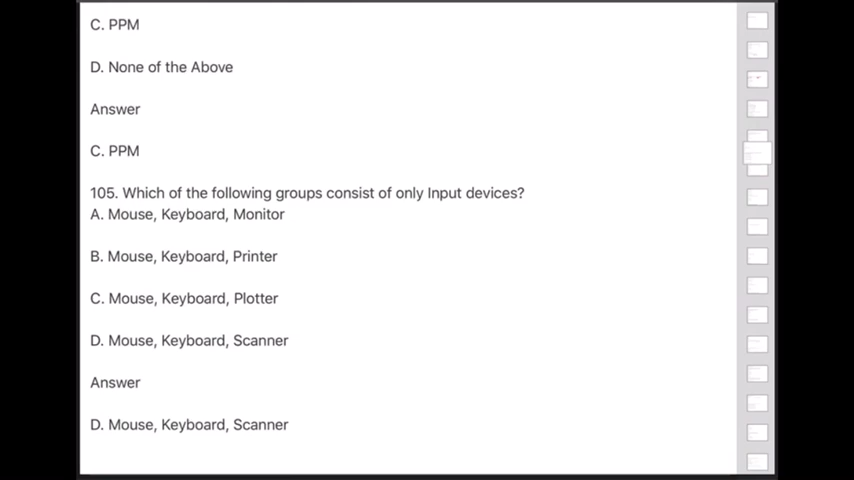 C. PPM
D. None of the Above
Answer
C. PPM
105. Which of the following groups consist of only Input devices?
A. Mouse, Keyboard, Monitor
B. Mouse, Keyboard, Printer
C. Mouse, Keyboard, Plotter
D. Mouse, Keyboard, Scanner
Answer
D. Mouse, Keyboard, Scanner